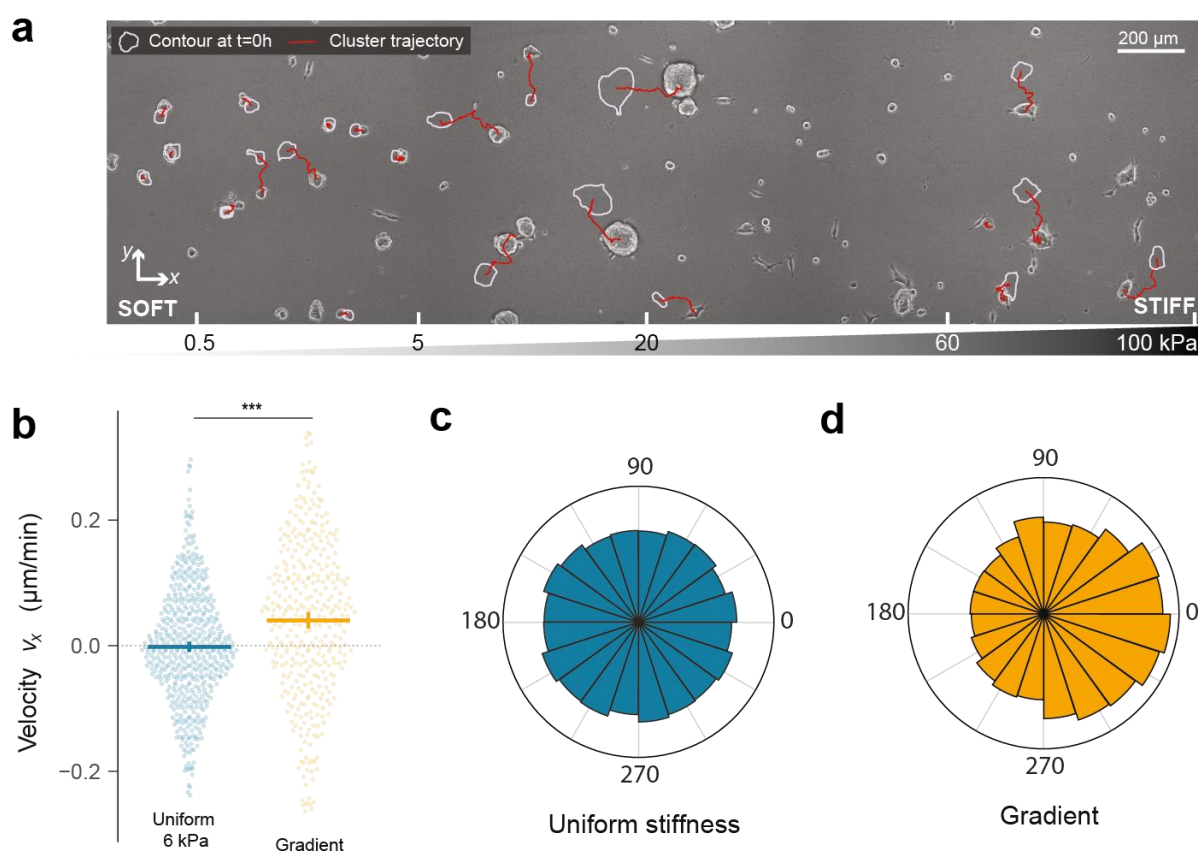 a
Contour at t=0h
Cluster trajectory
200 µm
y
x
SOFT
STIFF
0.5
5
20
60
100 kPa
b
***
Velocity vx (µm/min)
0.2
0.0
−0.2
Uniform
6 kPa
Gradient
c
90
180
0
270
Uniform stiffness
d
90
180
0
270
Gradient